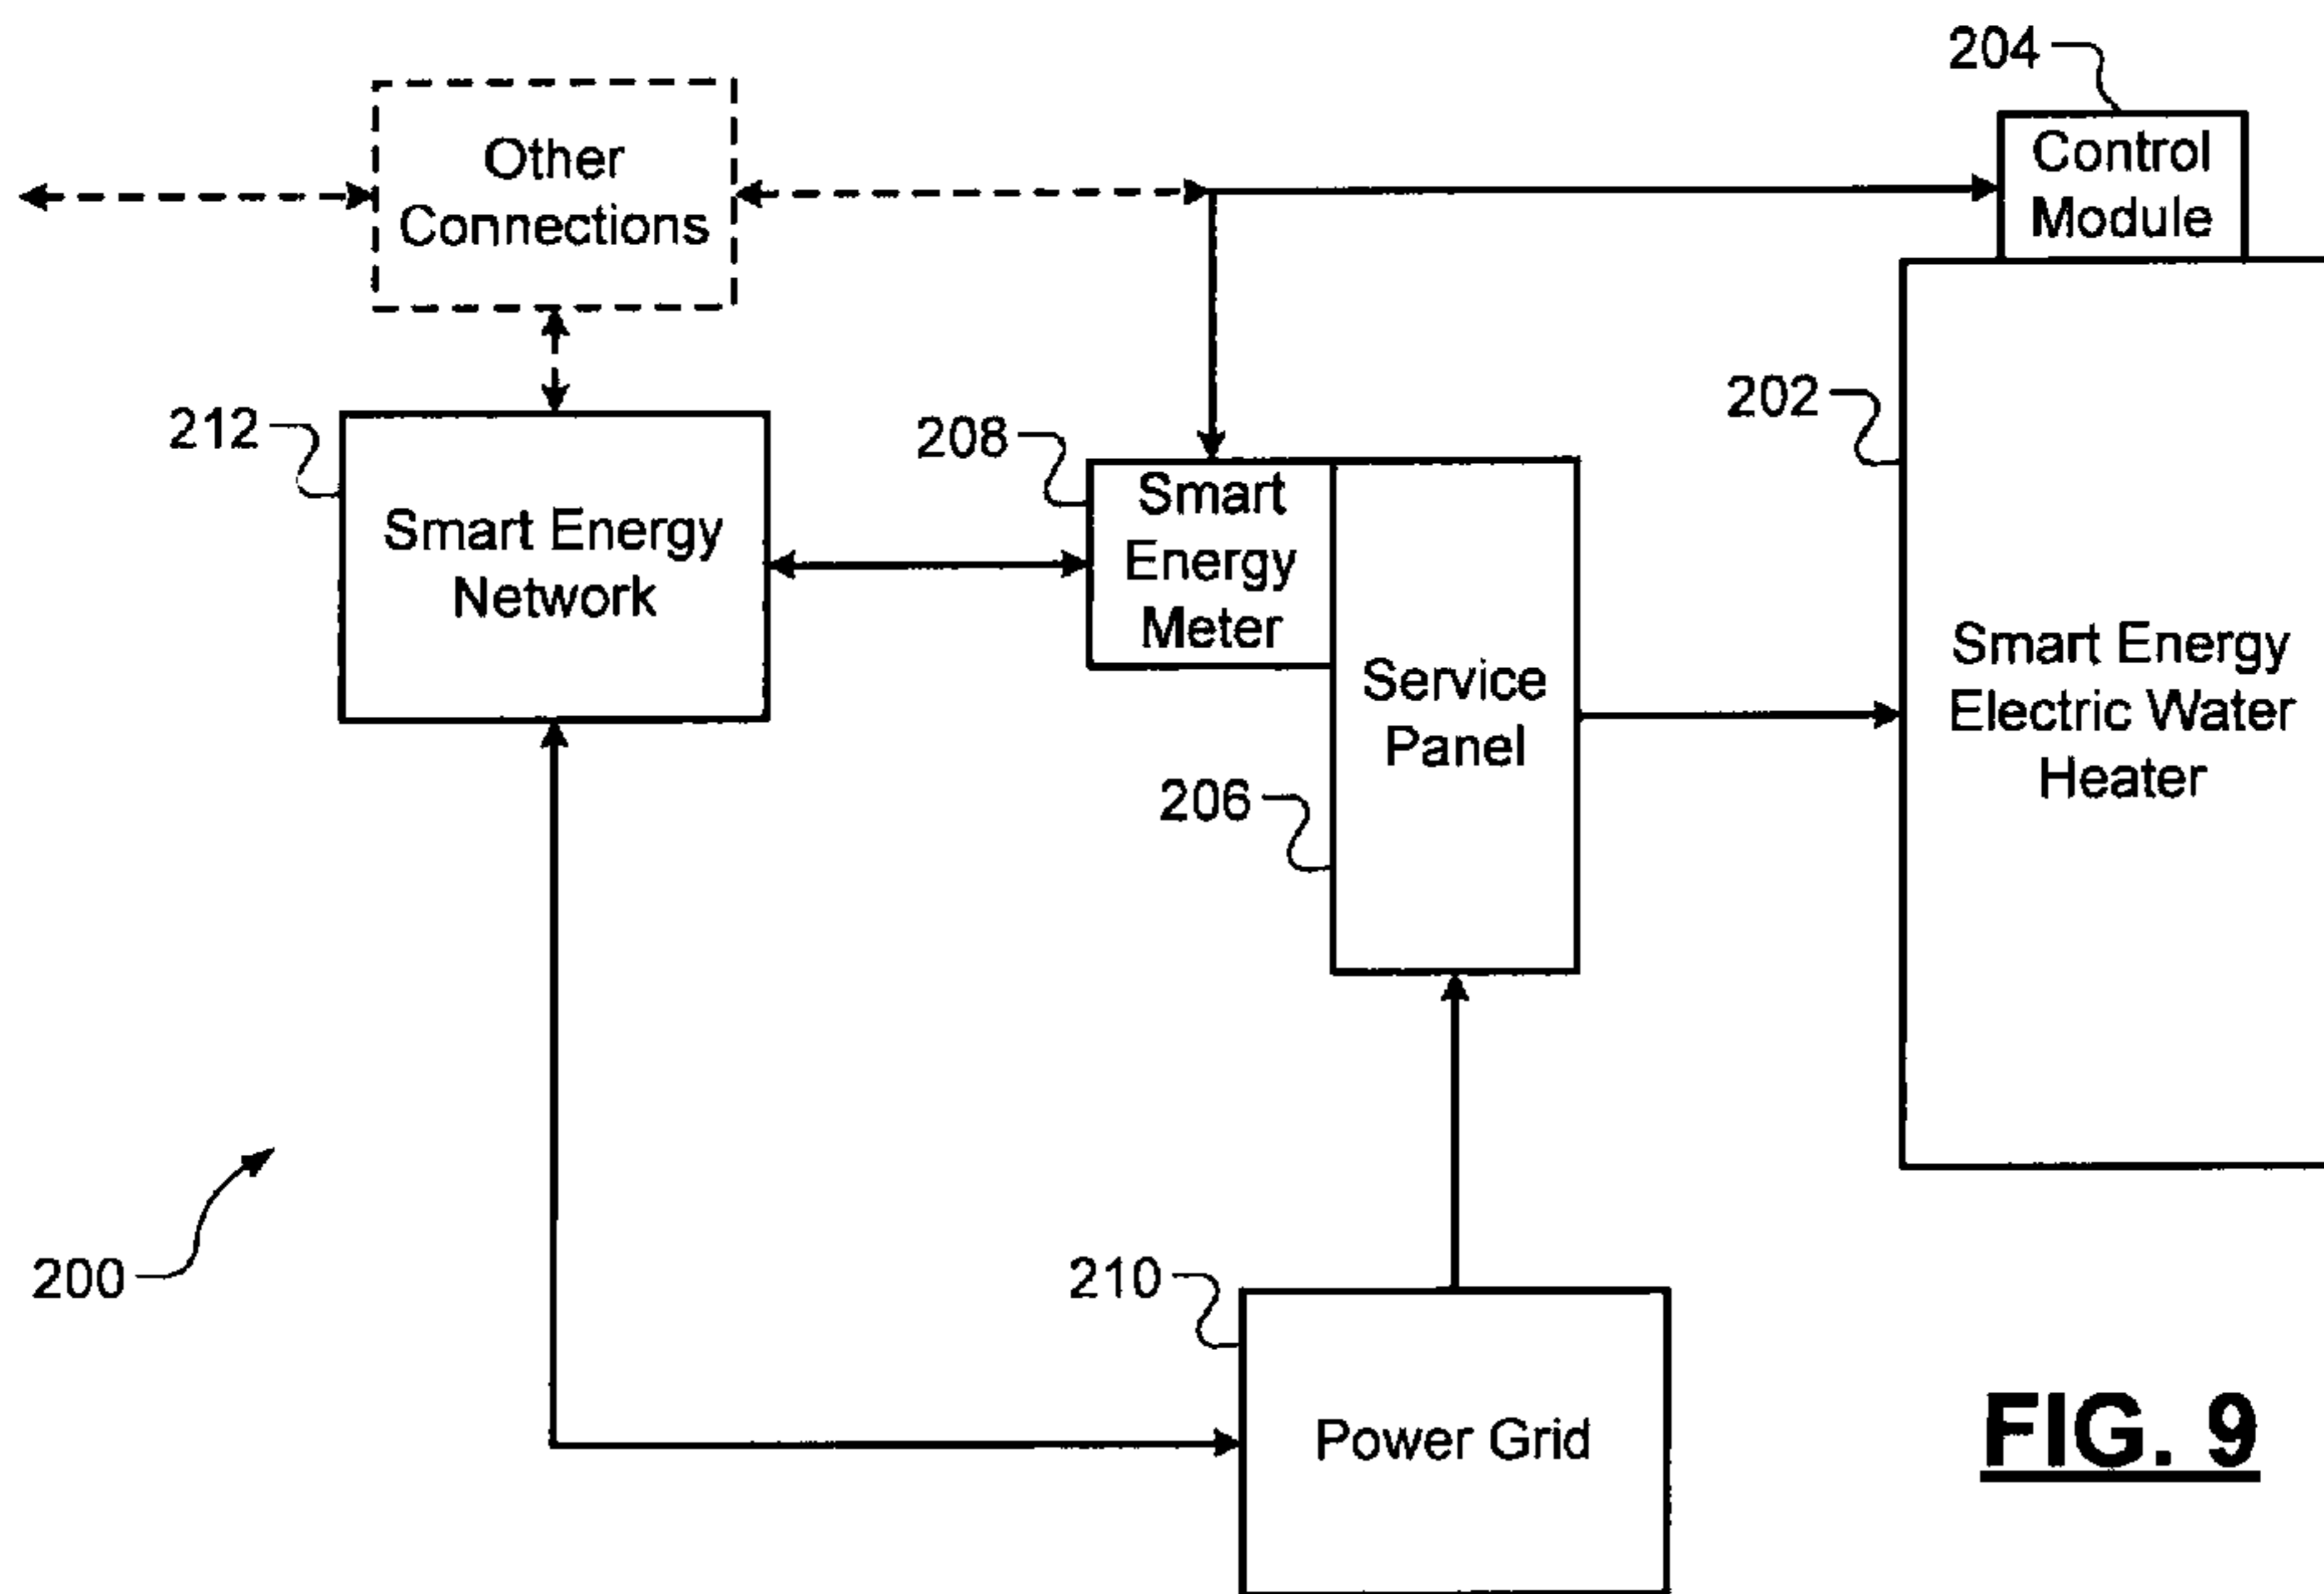 204
Control
Module
Other
Connections
212
Smart Energy
Network
208
Smart
Energy
Meter
202
Service
Panel
206
Smart Energy
Electric Water
Heater
200
210
Power Grid
FIG. 9